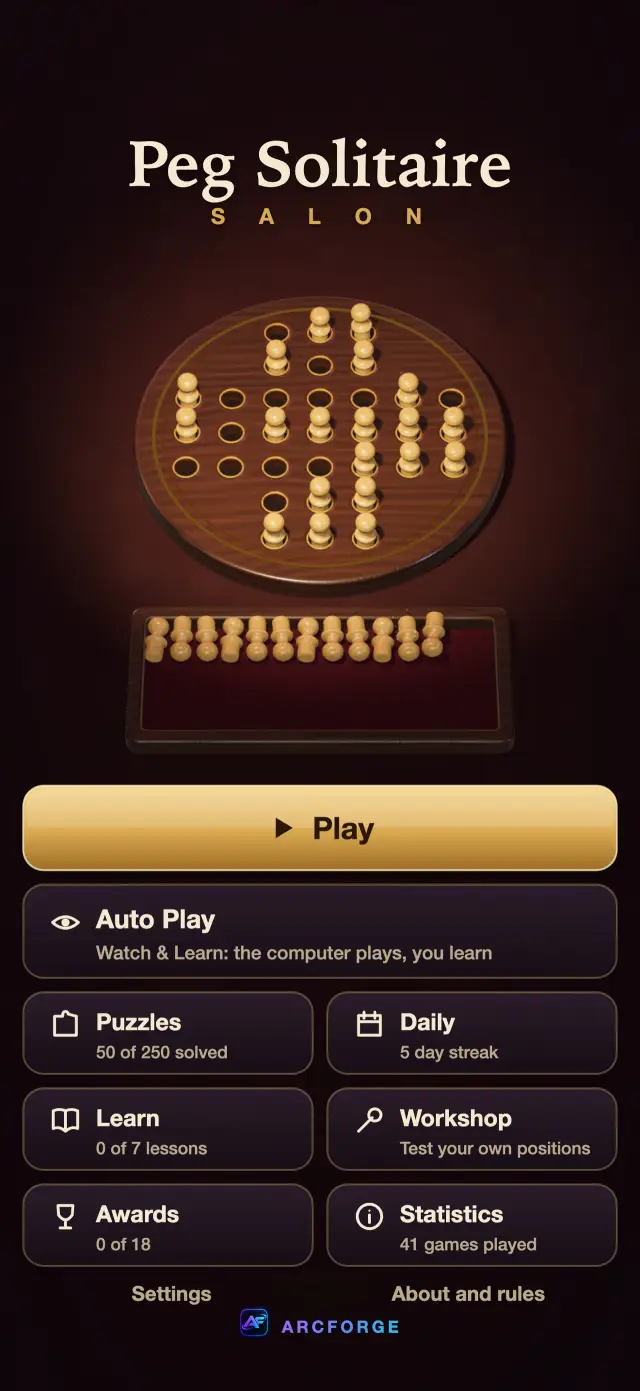 Peg Solitaire
SALON
Play
Auto Play
Watch & Learn: the computer plays, you learn
Puzzles
50 of 250 solved
Daily
5 day streak
Learn
0 of 7 lessons
Workshop
Test your own positions
Awards
0 of 18
Statistics
41 games played
Settings
About and rules
AF ARCFORGE